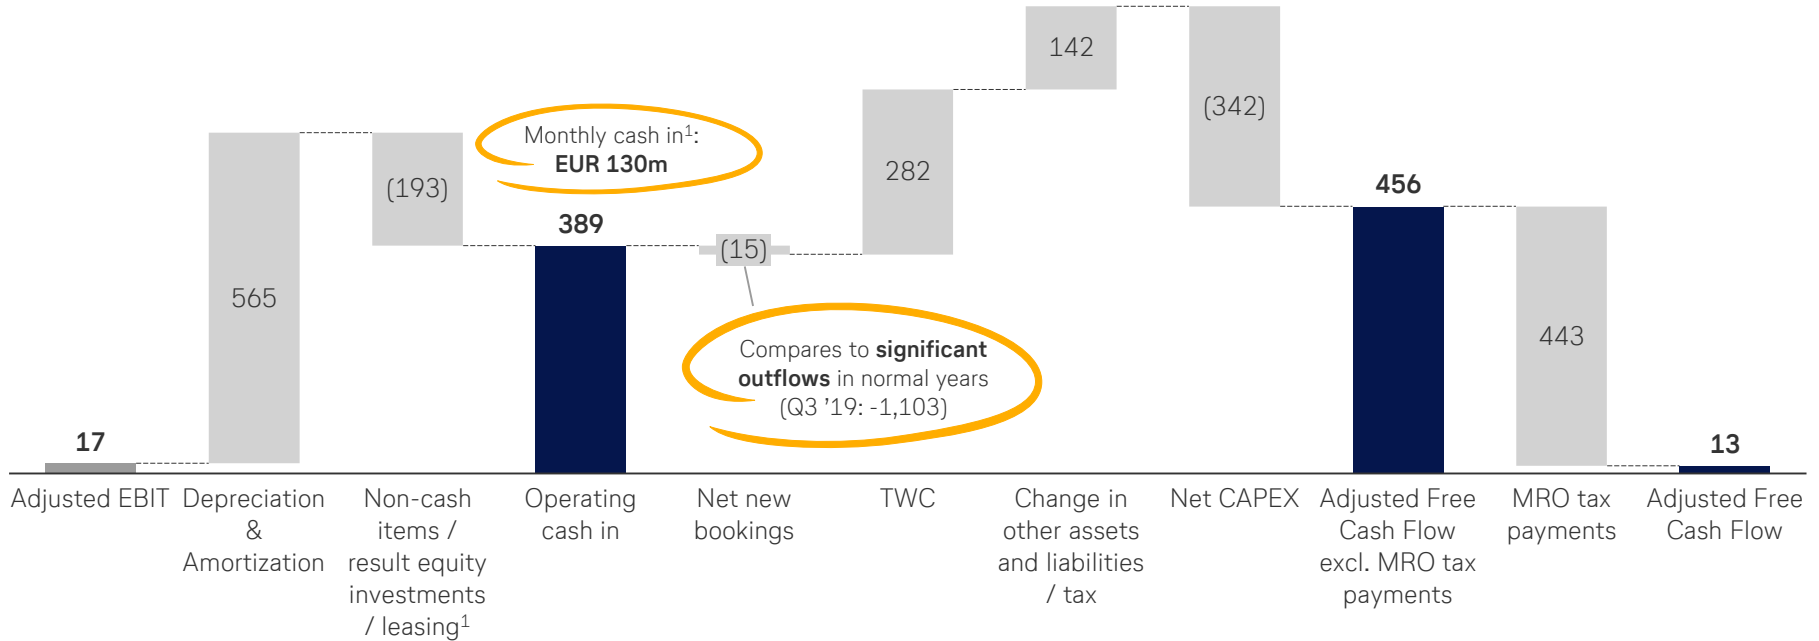 142
(342)
Monthly cash in¹:
EUR 130m
(193)
282
456
389
(15)
565
Compares to significant
outflows in normal years
(Q3 ’19: -1,103)
443
17
13
Adjusted EBIT
Depreciation
&
Amortization
Non-cash
items /
result equity
investments
/ leasing¹
Operating
cash in
Net new
bookings
TWC
Change in
other assets
and liabilities
/ tax
Net CAPEX
Adjusted Free
Cash Flow
excl. MRO tax
payments
MRO tax
payments
Adjusted Free
Cash Flow